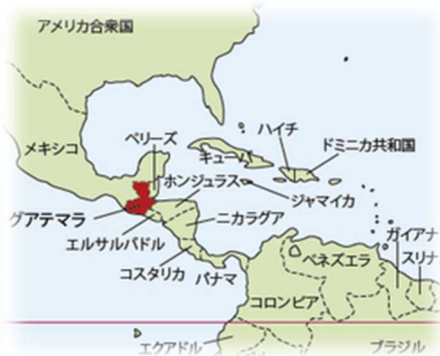 アメリカ合衆国
ハイチ
ベリーズ
ドミニカ共和国
メキシコ
キューバ
ホンジュラス
ジャマイカ
グアテマラ
ニカラグア
ガイアナ
エルサルバドル
ベネズエラ
スリナ
コスタリカ
パナマ
コロンビア
エクアドル
ブラジル